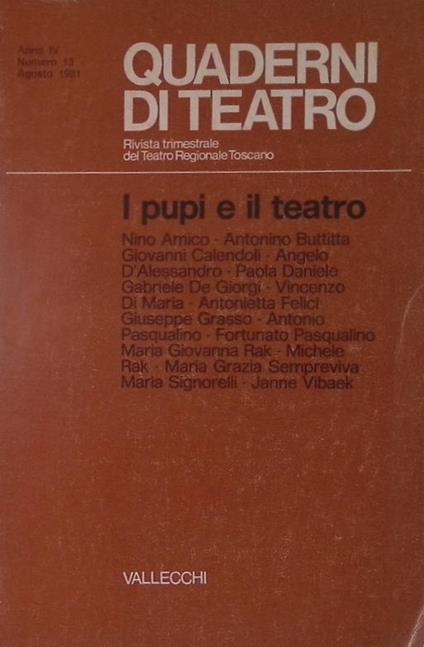 Anno IV
Numero 13
Agosto 1981
QUADERNI
DI TEATRO
Rivista trimestrale
del Teatro Regionale Toscano
I pupi e il teatro
Nino Amico · Antonino Buttitta
Giovanni Calendoli · Angelo
D'Alessandro · Paola Daniele
Gabriele De Giorgi · Vincenzo
Di Maria · Antonietta Felici
Giuseppe Grasso · Antonio
Pasqualino · Fortunato Pasqualino
Maria Giovanna Rak · Michele
Rak · Maria Grazia Sempreviva
Maria Signorelli · Janne Vibaek
VALLECCHI